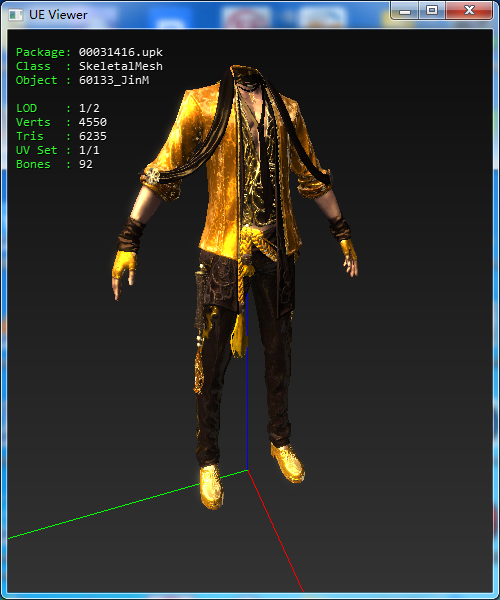 UE Viewer
Package: 00031416.upk
Class : SkeletalMesh
Object : 60133_JinM
LOD : 1/2
Verts : 4550
Tris : 6235
UV Set : 1/1
Bones : 92